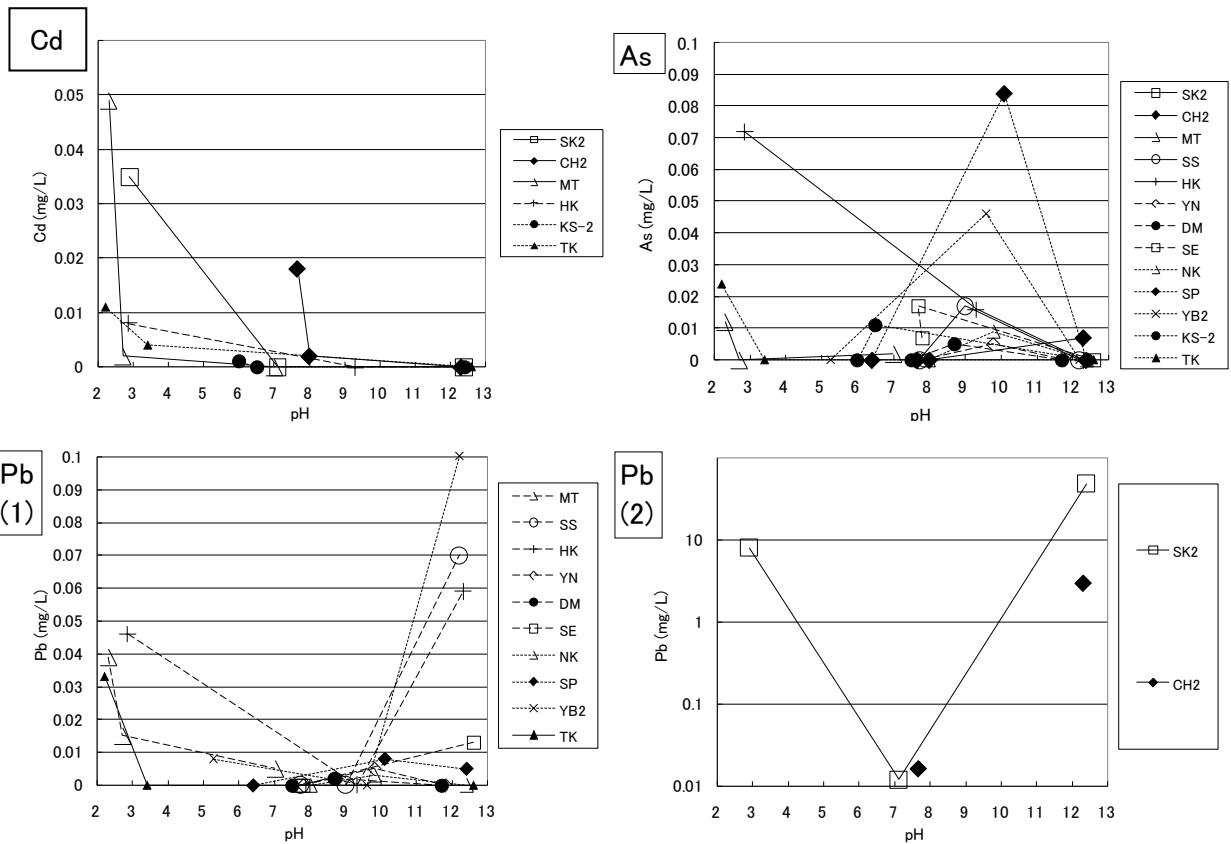 Cd
0.05
0.04
0.03
0.02
0.01
0
Cd (mg/L)
2 3 4 5 6 7 8 9 10 11 12 13
pH
SK2
CH2
MT
HK
KS-2
TK
As
0.1
0.09
0.08
0.07
0.06
0.05
0.04
0.03
0.02
0.01
0
As (mg/L)
2 3 4 5 6 7 8 9 10 11 12 13
pH
SK2
CH2
MT
SS
HK
YN
DM
SE
NK
SP
YB2
KS-2
TK
Pb
(1)
0.1
0.09
0.08
0.07
0.06
0.05
0.04
0.03
0.02
0.01
0
Pb (mg/L)
2 3 4 5 6 7 8 9 10 11 12 13
pH
MT
SS
HK
YN
DM
SE
NK
SP
YB2
TK
Pb
(2)
10
1
0.1
0.01
Pb (mg/L)
2 3 4 5 6 7 8 9 10 11 12 13
pH
SK2
CH2